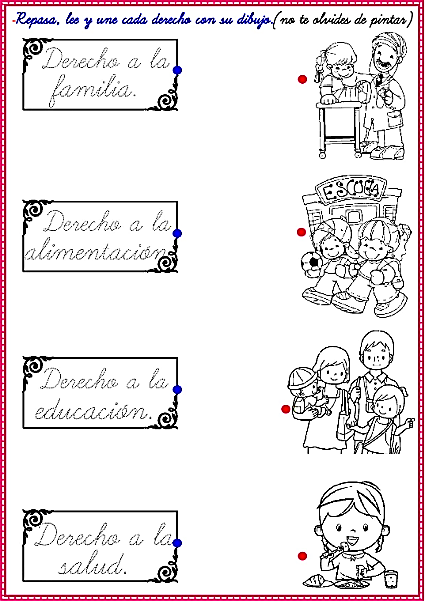 -Repasa, lee y une cada derecho con su dibujo.(no te olvides de pintar)
Derecho a la
familia.
ESCUELA
Derecho a la
alimentación.
Derecho a la
educación.
Derecho a la
salud.